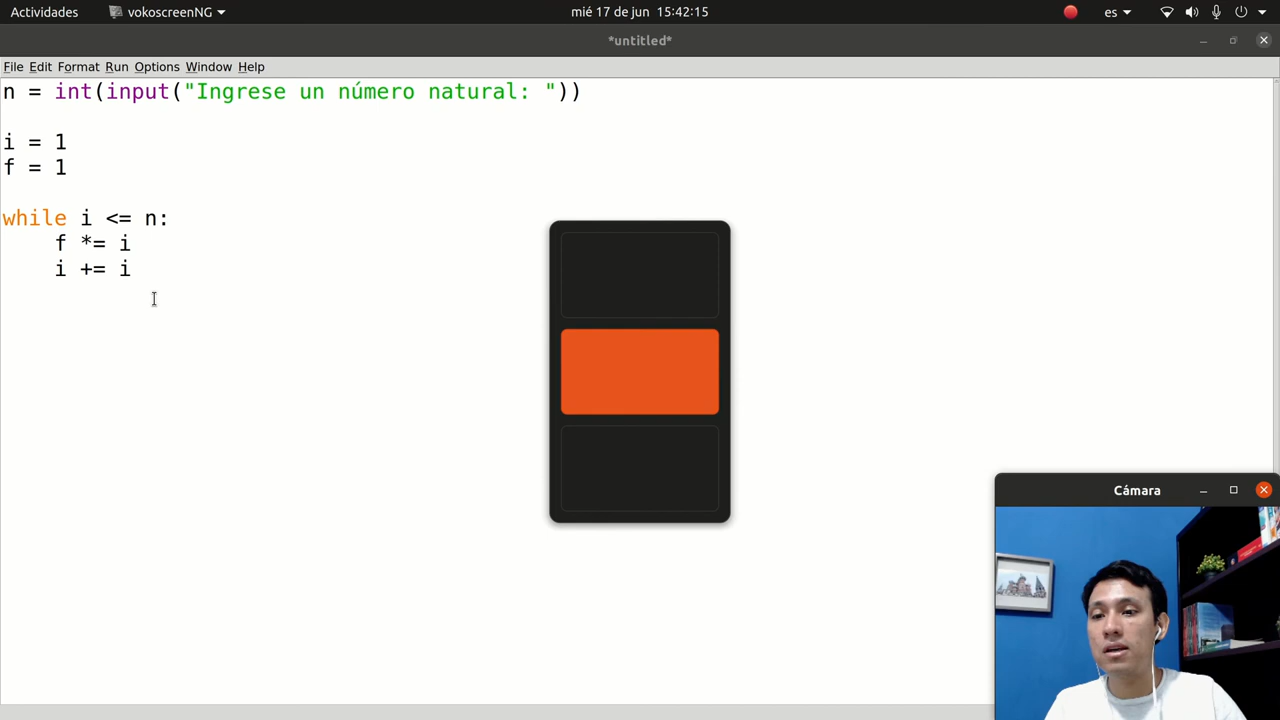 Actividades vokoscreenNG mié 17 de jun 15:42:15 es
*untitled*
File Edit Format Run Options Window Help
n = int(input("Ingrese un número natural: "))
i = 1
f = 1
while i <= n:
    f *= i
    i += i
Cámara